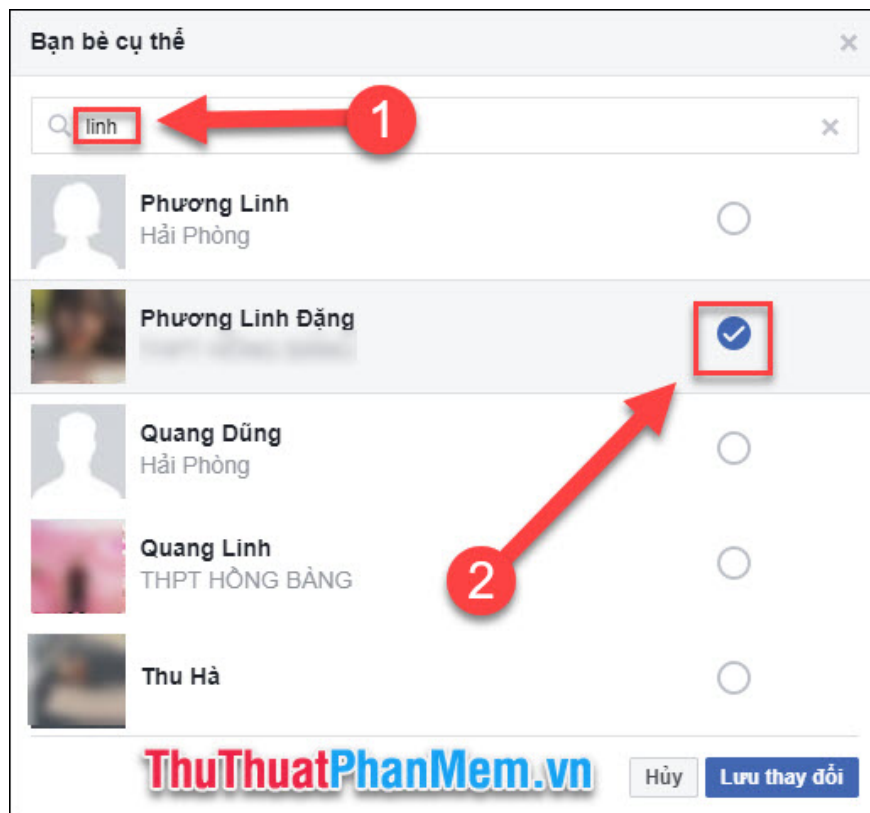 Bạn bè cụ thể
linh
1
Phương Linh
Hải Phòng
Phương Linh Đặng
Quang Dũng
Hải Phòng
Quang Linh
THPT HỒNG BÀNG
2
Thu Hà
ThuThuatPhanMem.vn
Hủy
Lưu thay đổi